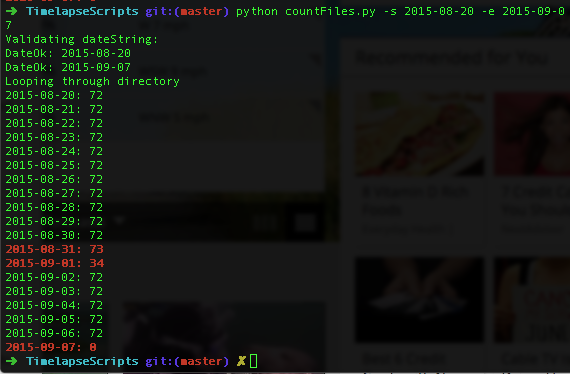 ➜ TimelapseScripts git:(master) python countFiles.py -s 2015-08-20 -e 2015-09-0
7
Validating dateString:
DateOk: 2015-08-20
DateOk: 2015-09-07
Looping through directory
2015-08-20: 72
2015-08-21: 72
2015-08-22: 72
2015-08-23: 72
2015-08-24: 72
2015-08-25: 72
2015-08-26: 72
2015-08-27: 72
2015-08-28: 72
2015-08-29: 72
2015-08-30: 72
2015-08-31: 73
2015-09-01: 34
2015-09-02: 72
2015-09-03: 72
2015-09-04: 72
2015-09-05: 72
2015-09-06: 72
2015-09-07: 0
➜ TimelapseScripts git:(master) ✗
Recommended for You